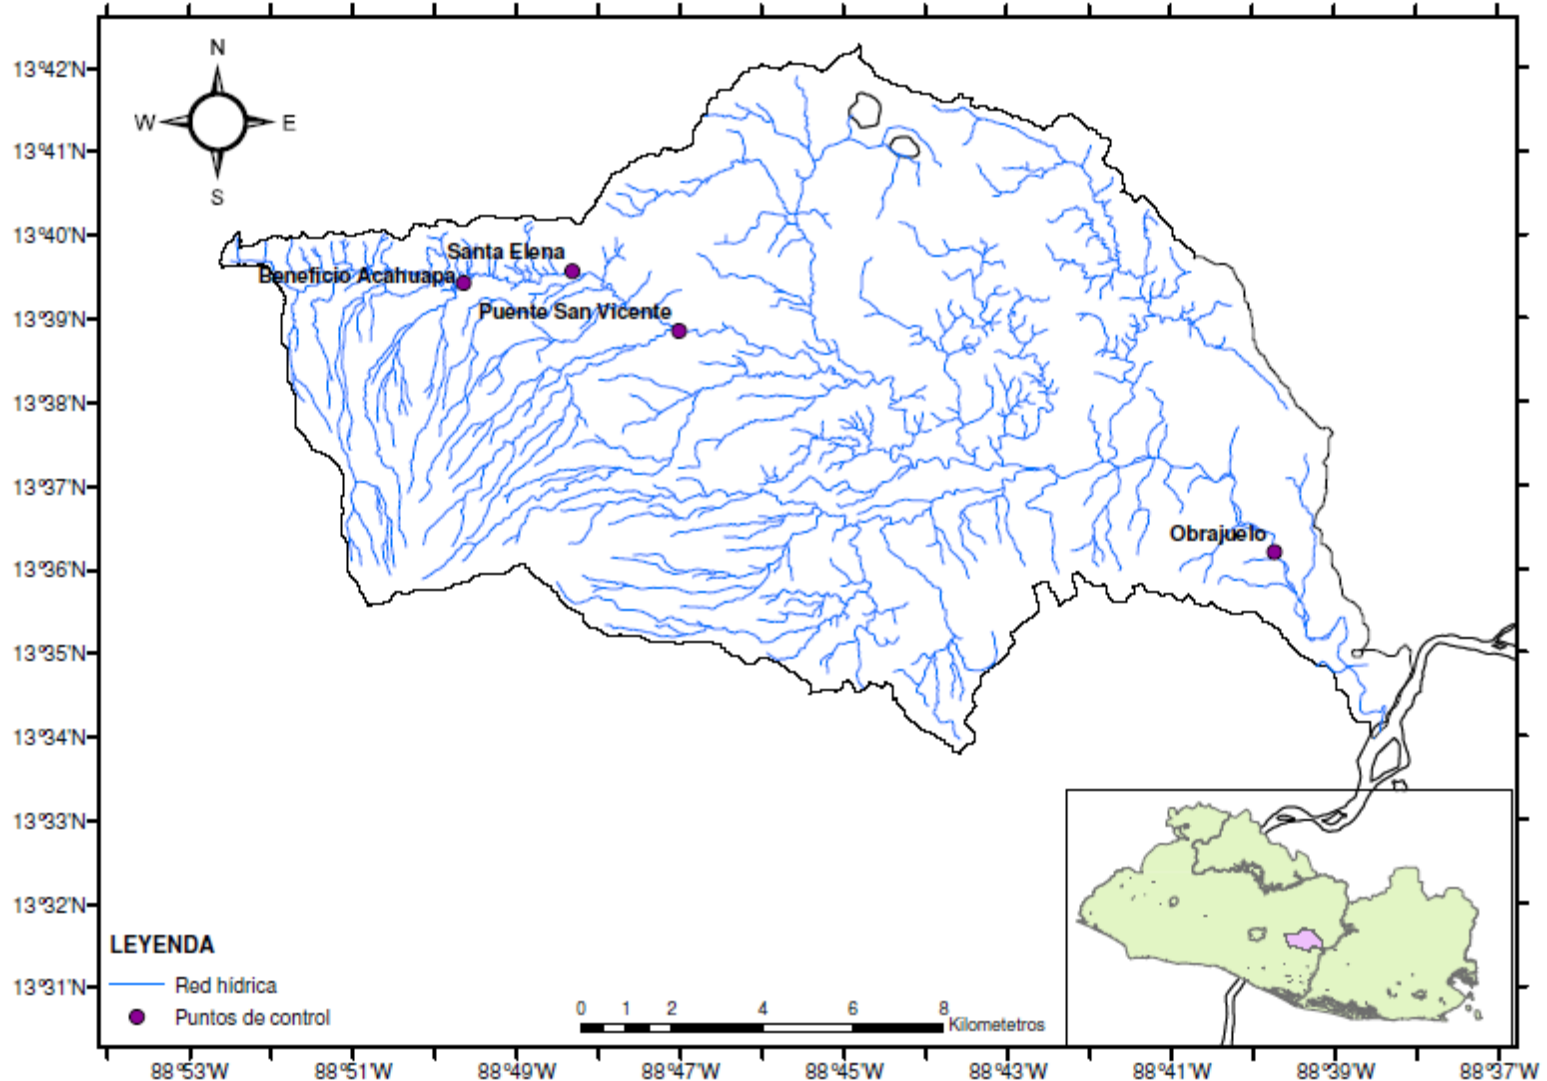 N
W E
S
13°42'N
13°41'N
13°40'N
13°39'N
13°38'N
13°37'N
13°36'N
13°35'N
13°34'N
13°33'N
13°32'N
13°31'N
Santa Elena
Beneficio Acahuapa
Puente San Vicente
Obrajuelo
LEYENDA
Red hídrica
Puntos de control
0 1 2 4 6 8
Kilometetros
88°53'W 88°51'W 88°49'W 88°47'W 88°45'W 88°43'W 88°41'W 88°39'W 88°37'W